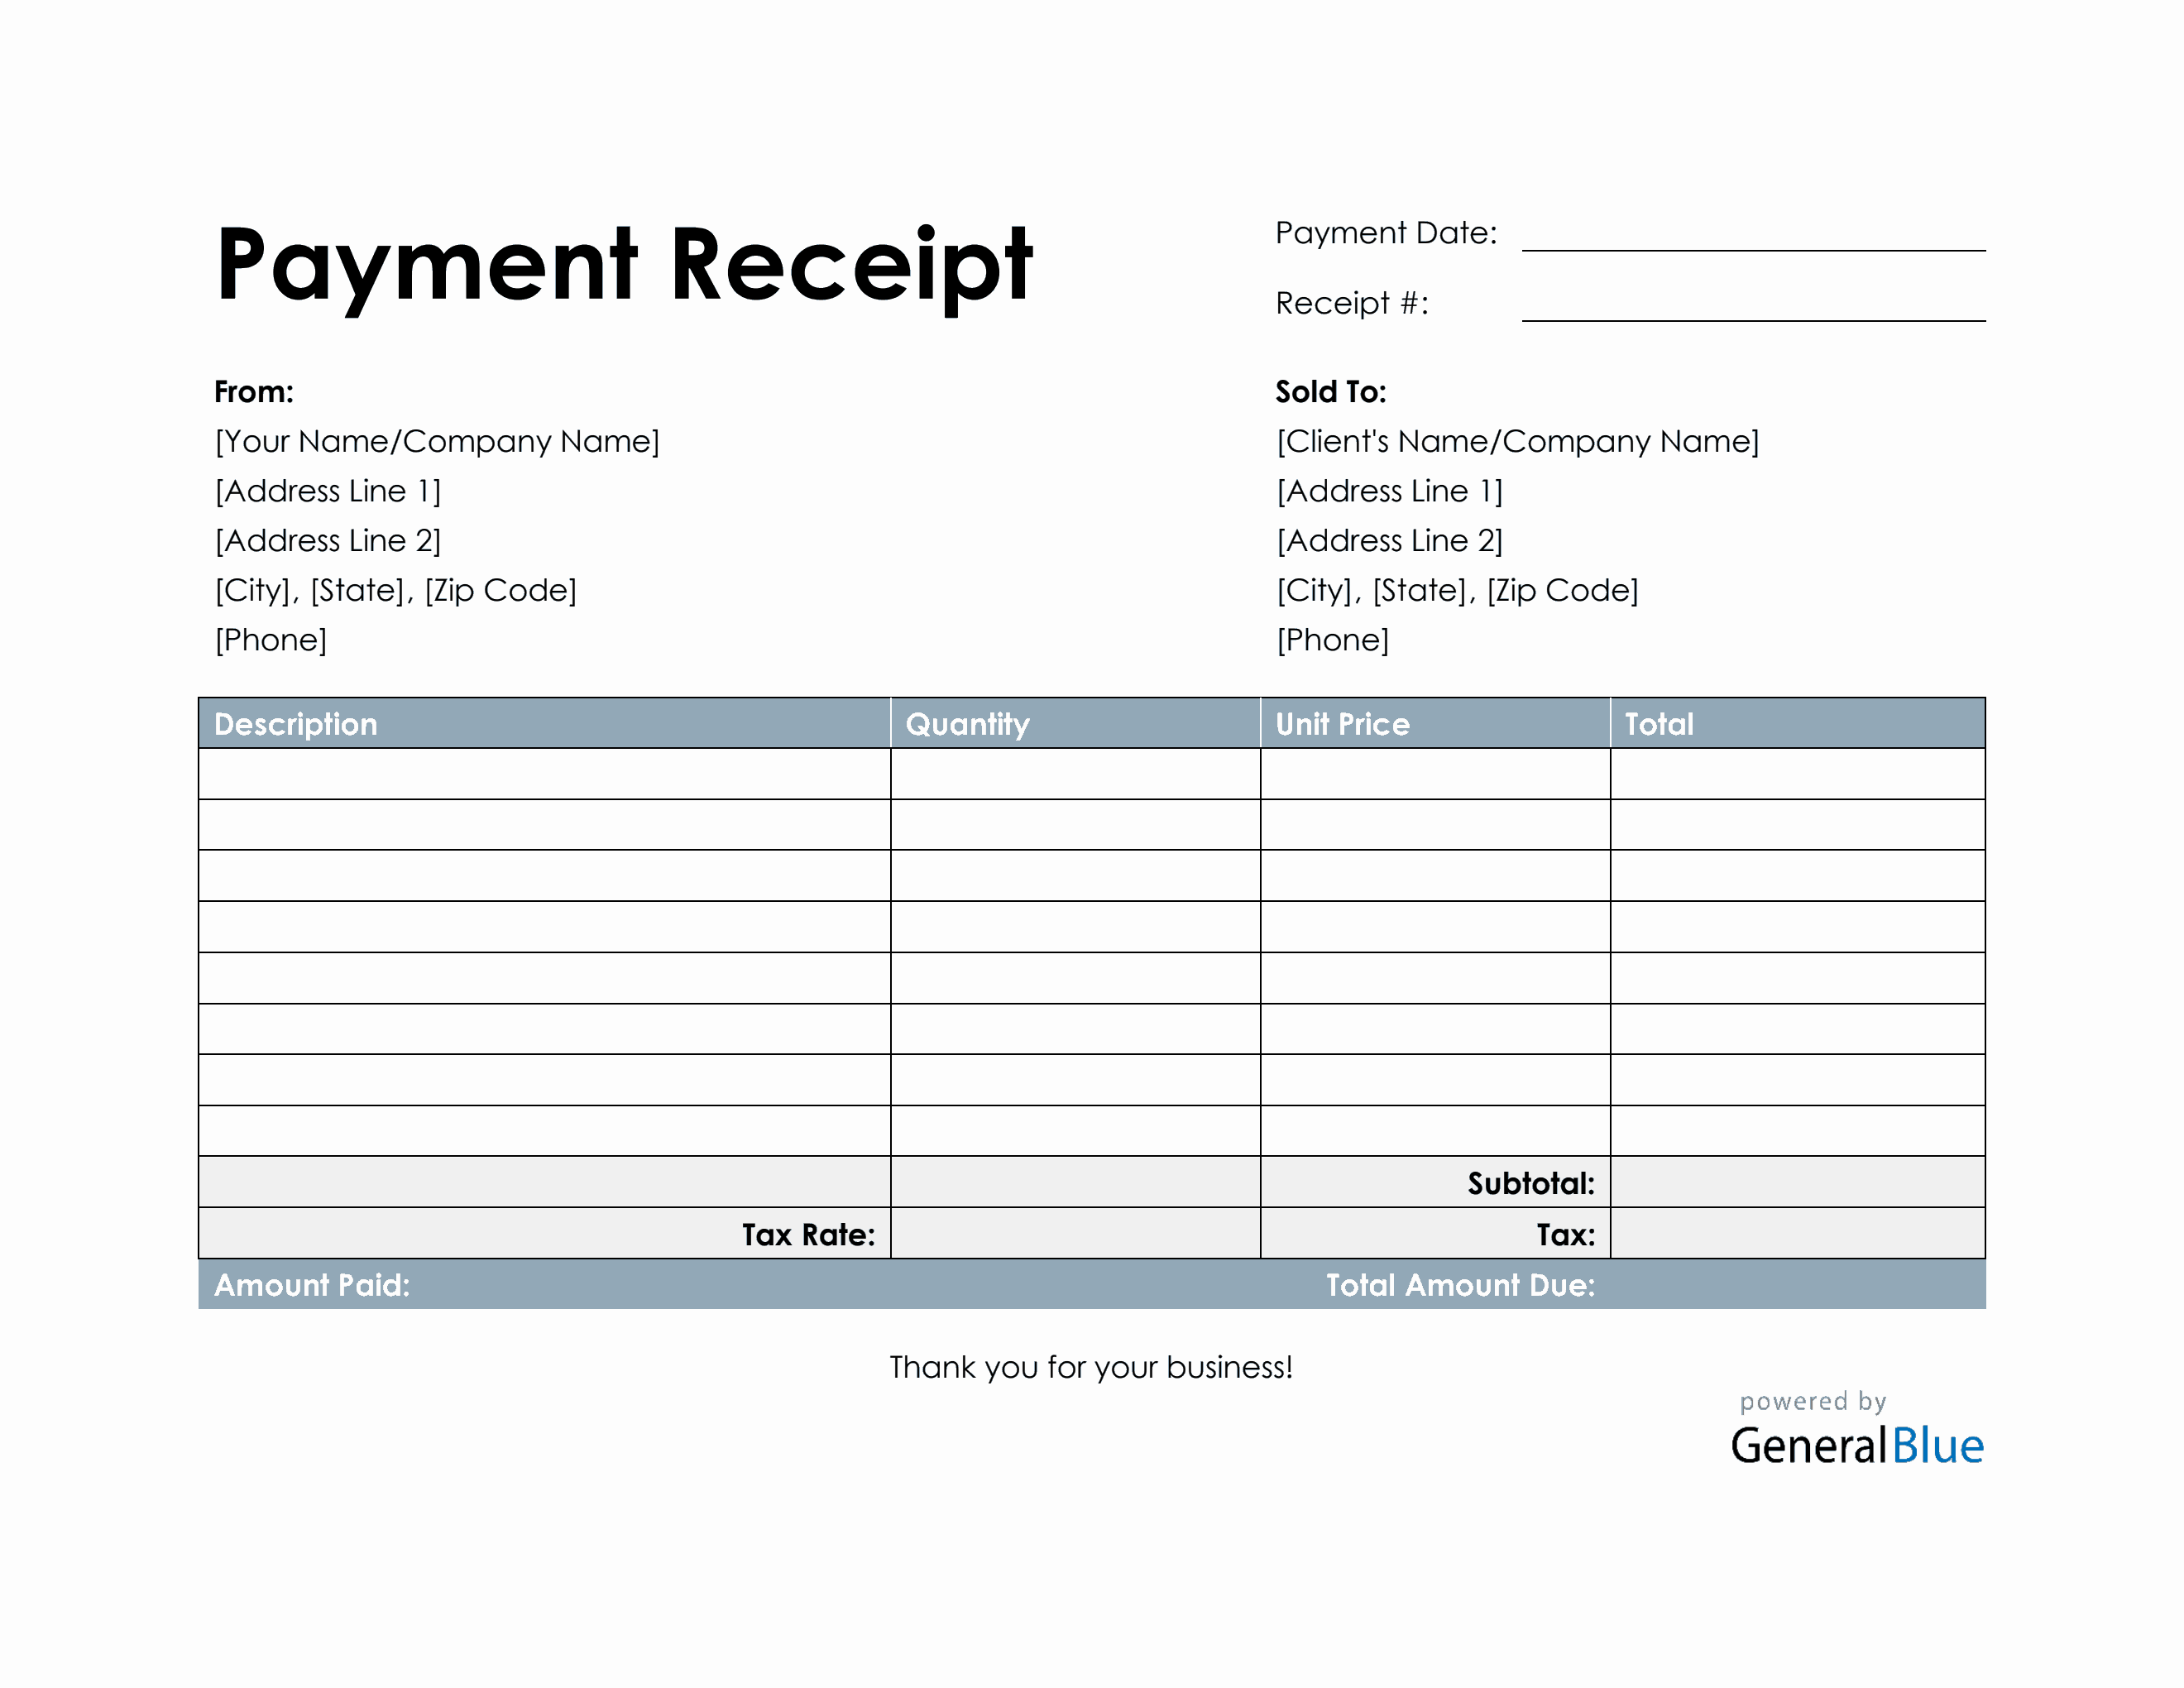 Payment Receipt
Payment Date:
Receipt #:
From:
[Your Name/Company Name]
[Address Line 1]
[Address Line 2]
[City], [State], [Zip Code]
[Phone]
Sold To:
[Client's Name/Company Name]
[Address Line 1]
[Address Line 2]
[City], [State], [Zip Code]
[Phone]
Description Quantity Unit Price Total
Subtotal:
Tax Rate: Tax:
Amount Paid: Total Amount Due:
Thank you for your business!
powered by
GeneralBlue